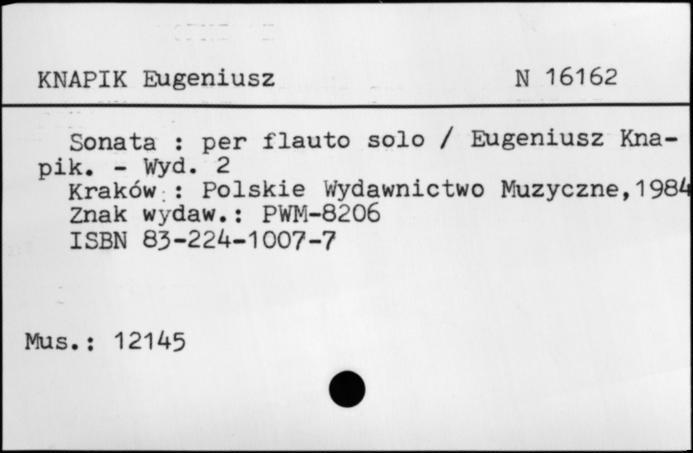 KNAPIK Eugeniusz N 16162
Sonata : per flauto solo / Eugeniusz Kna-
pik. - Wyd. 2
Kraków : Polskie Wydawnictwo Muzyczne,1984
Znak wydaw.: PWM-8206
ISBN 83-224-1007-7
Mus.: 12145